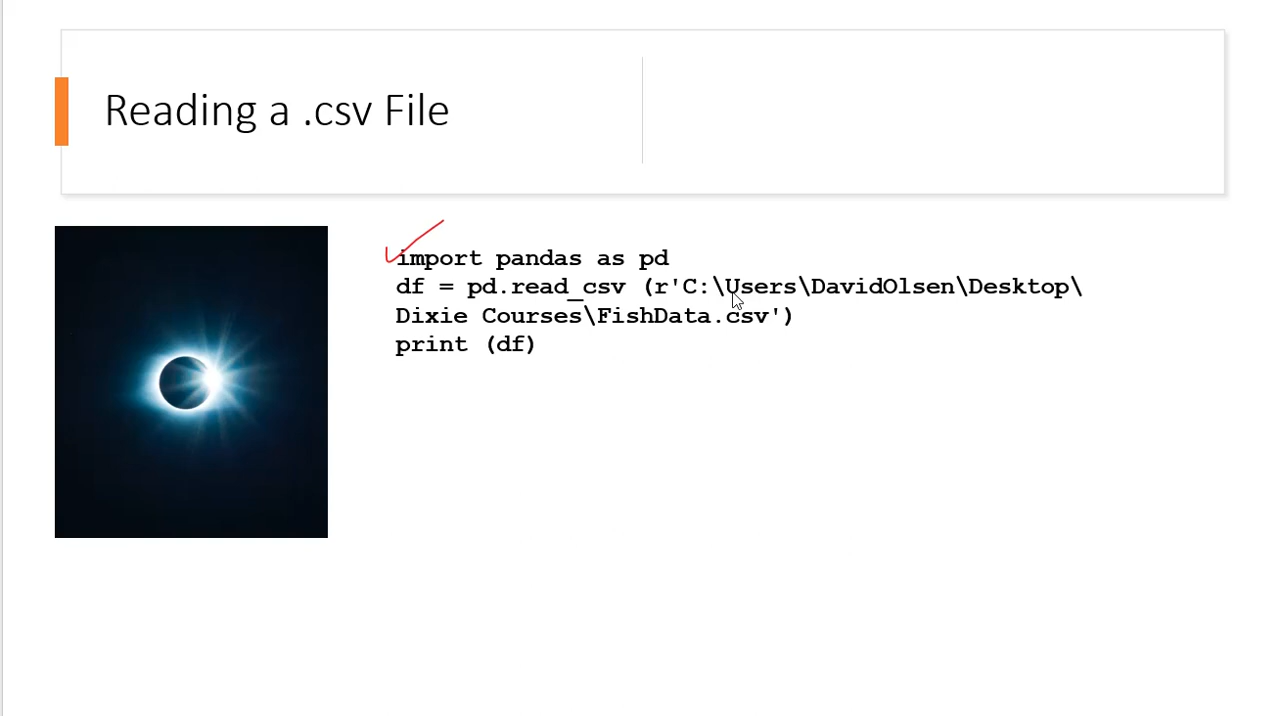 Reading a .csv File
import pandas as pd
df = pd.read_csv (r'C:\Users\DavidOlsen\Desktop\
Dixie Courses\FishData.csv')
print (df)